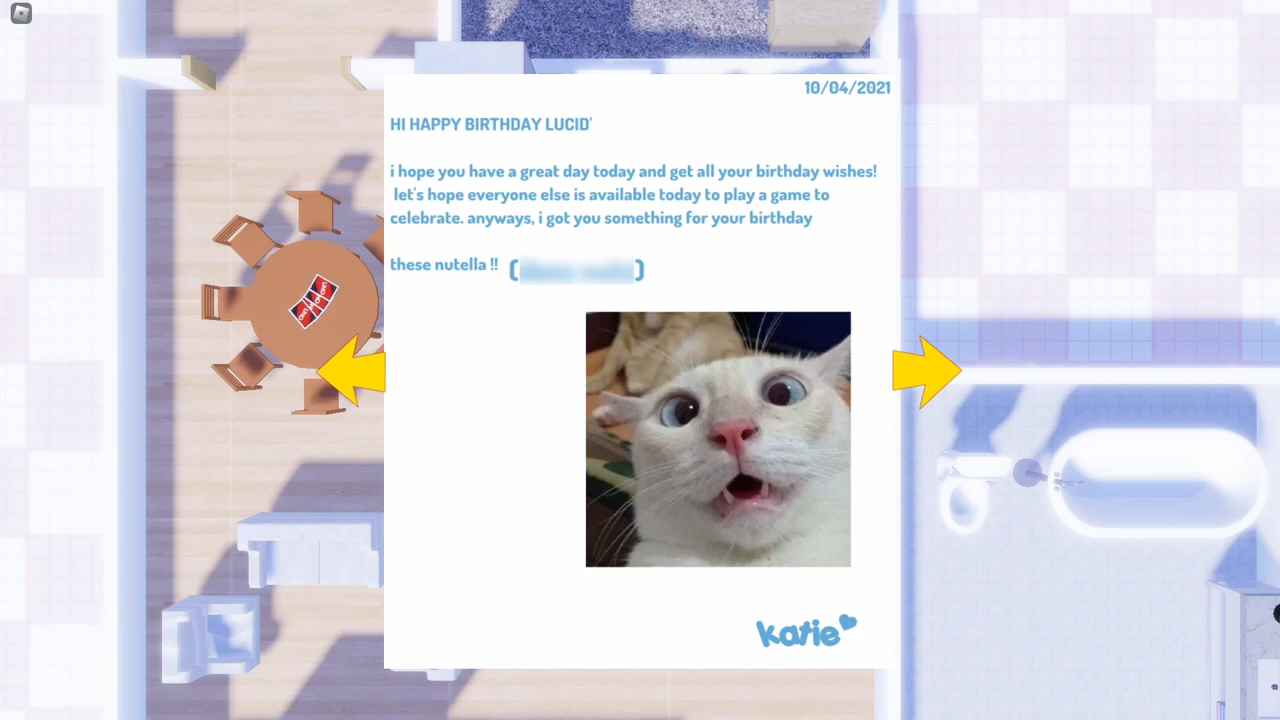 10/04/2021
HI HAPPY BIRTHDAY LUCID'
i hope you have a great day today and get all your birthday wishes!
let's hope everyone else is available today to play a game to
celebrate. anyways, i got you something for your birthday
these nutella !! (
)
katie